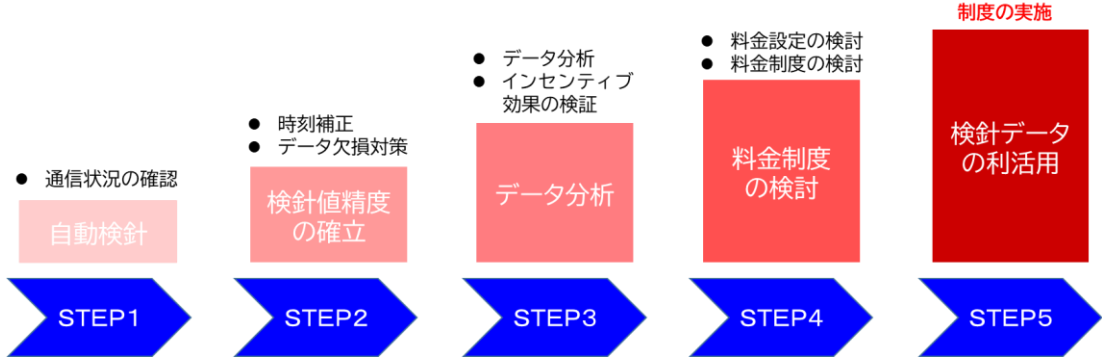 ● 通信状況の確認
自動検針
STEP1
● 時刻補正
● データ欠損対策
検針値精度
の確立
STEP2
● データ分析
● インセンティブ
効果の検証
データ分析
STEP3
● 料金設定の検討
● 料金制度の検討
料金制度
の検討
STEP4
制度の実施
検針データ
の利活用
STEP5